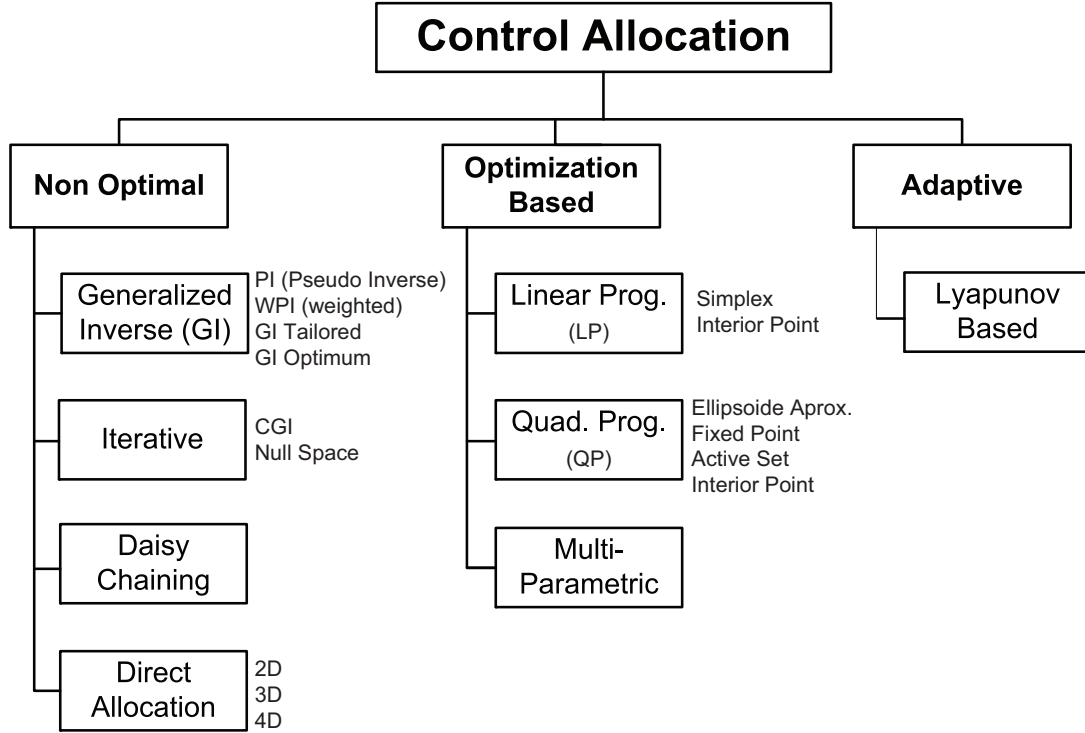 Control Allocation
Non Optimal
Generalized
Inverse (GI)
PI (Pseudo Inverse)
WPI (weighted)
GI Tailored
GI Optimum
Iterative
CGI
Null Space
Daisy
Chaining
Direct
Allocation
2D
3D
4D
Optimization
Based
Linear Prog.
(LP)
Simplex
Interior Point
Quad. Prog.
(QP)
Ellipsoide Aprox.
Fixed Point
Active Set
Interior Point
Multi-
Parametric
Adaptive
Lyapunov
Based